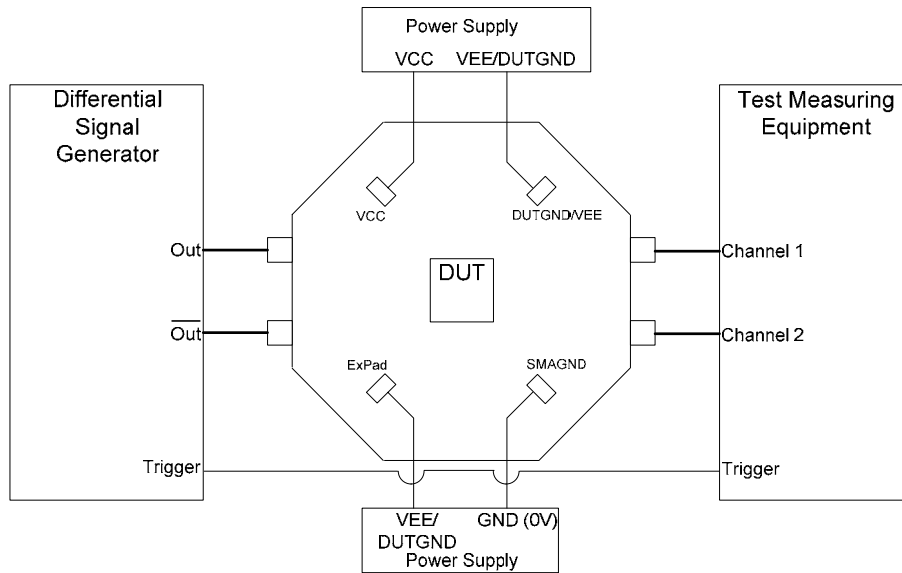 Power Supply
VCC VEE/DUTGND
Differential
Signal
Generator
Test Measuring
Equipment
VCC
DUTGND/VEE
Out
Channel 1
DUT
Out
Channel 2
ExPad
SMAGND
Trigger
Trigger
VEE/ GND (0V)
DUTGND
Power Supply